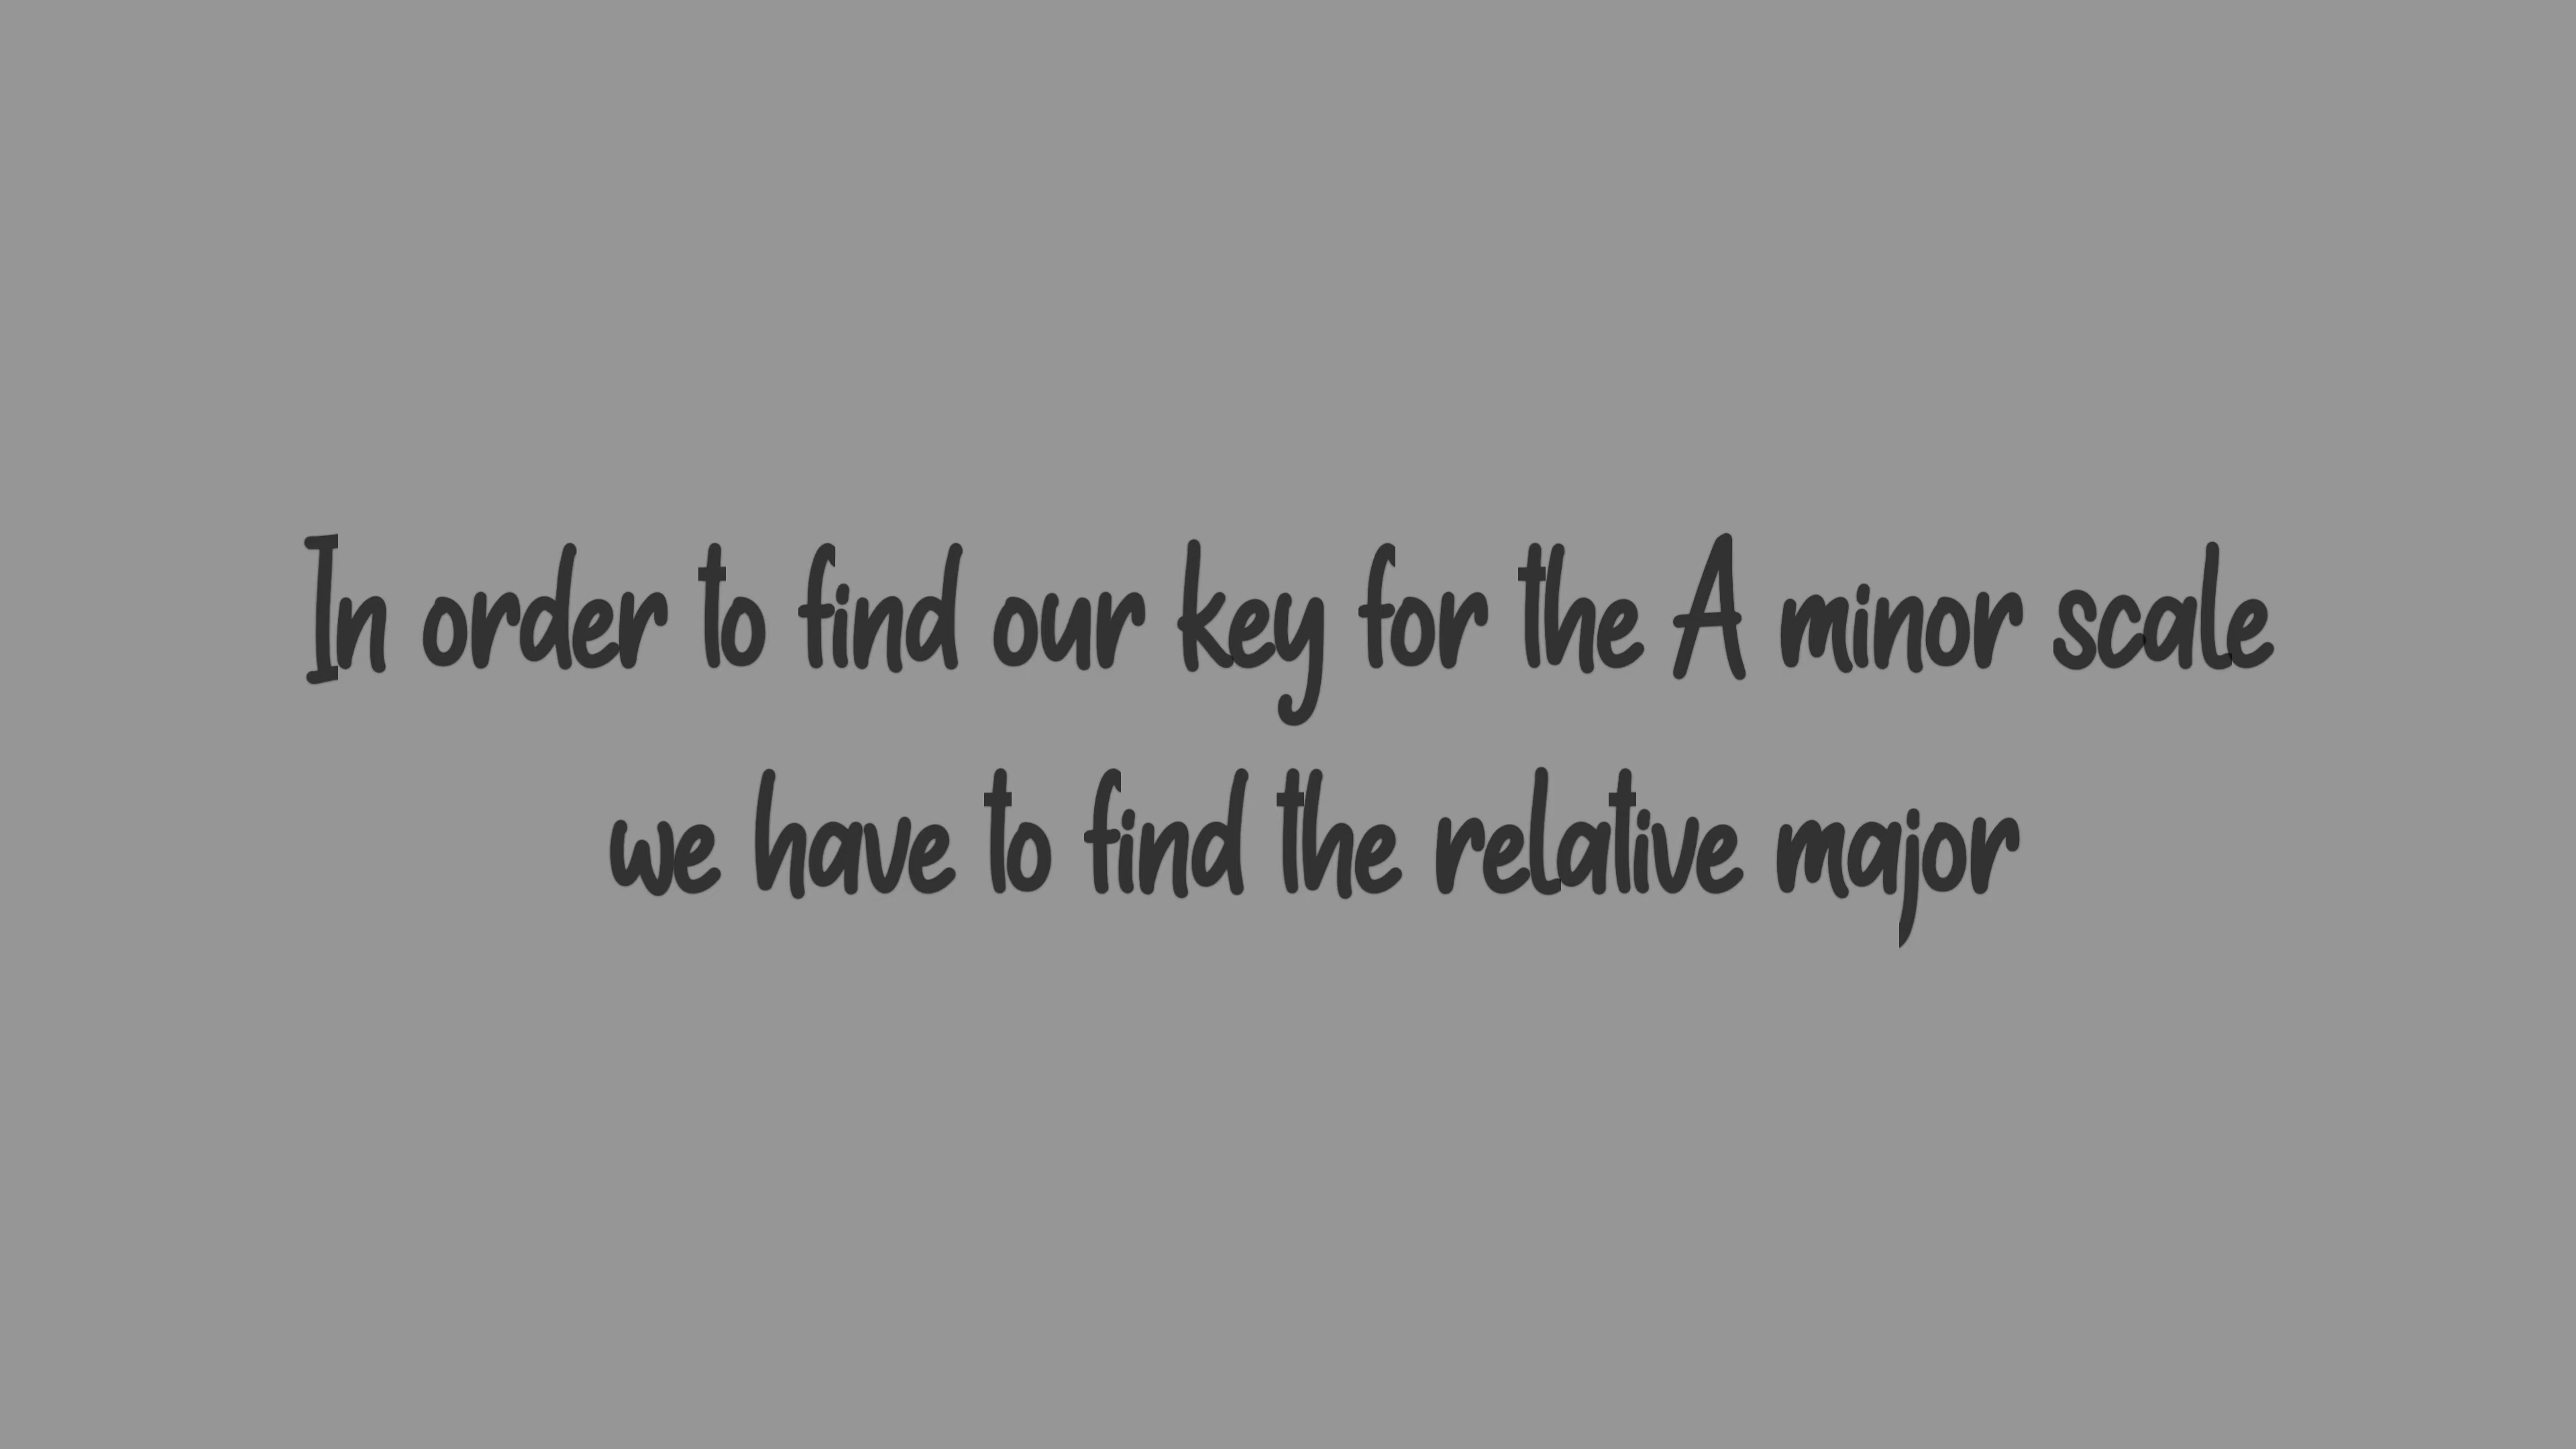 In order to find our key for the A minor scale
we have to find the relative major